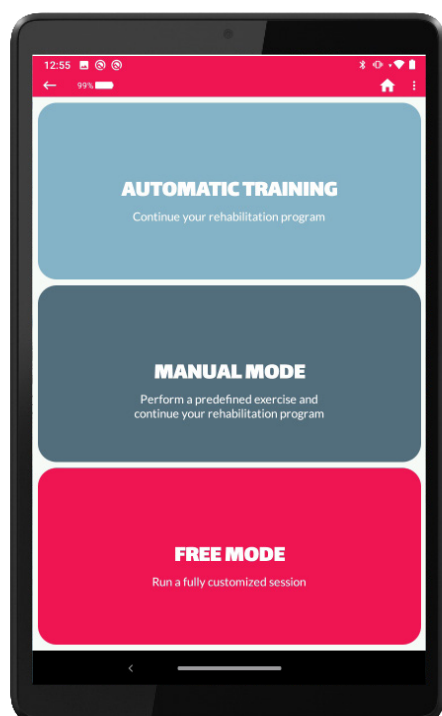 12:55
99%
AUTOMATIC TRAINING
Continue your rehabilitation program
MANUAL MODE
Perform a predefined exercise and
continue your rehabilitation program
FREE MODE
Run a fully customized session